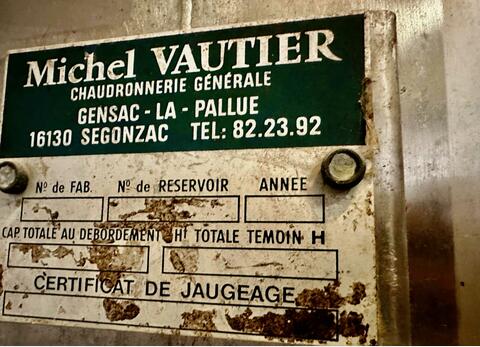 Michel VAUTIER
CHAUDRONNERIE GÉNÉRALE
GENSAC - LA - PALLUE
16130 SEGONZAC TEL: 82.23.92
Nº de FAB. Nº de RESERVOIR ANNEE
CAP TOTALE AU DEBORDEMENT Hᵗ TOTALE TEMOIN H
CERTIFICAT DE JAUGEAGE